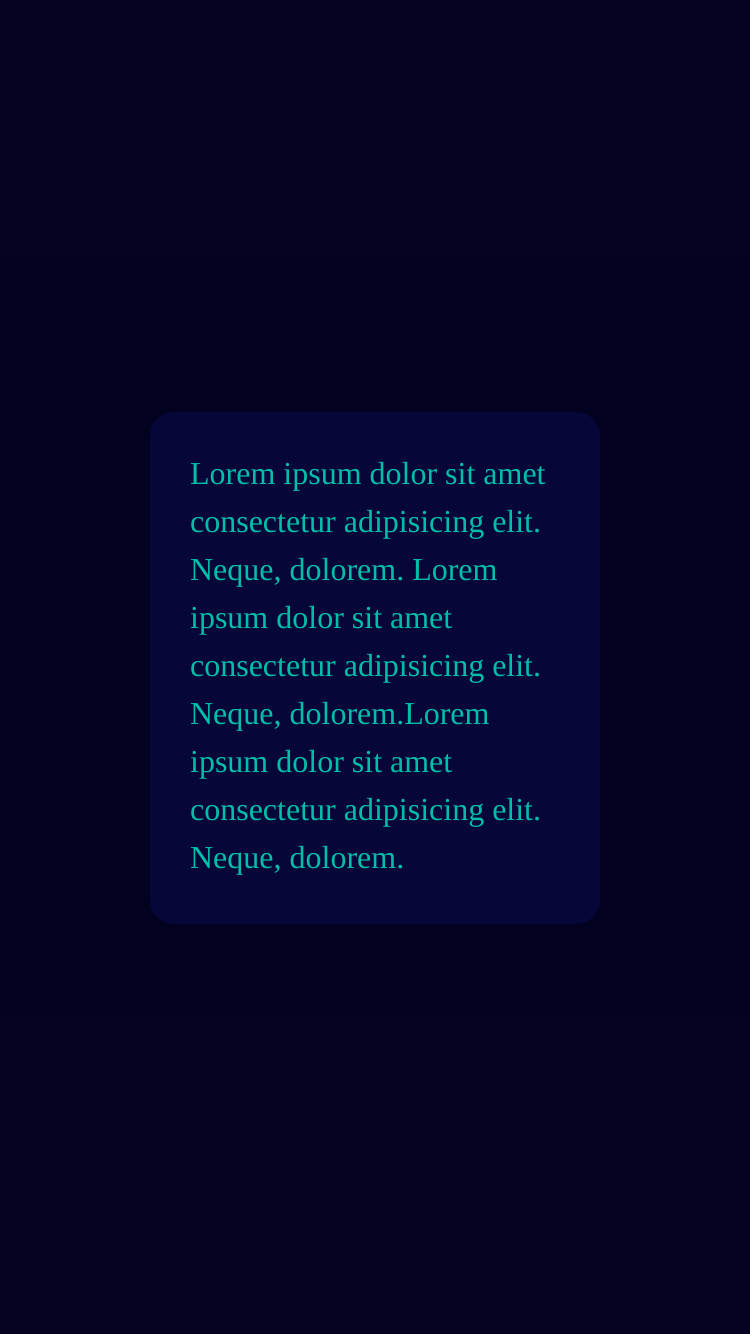 Lorem ipsum dolor sit amet
consectetur adipisicing elit.
Neque, dolorem. Lorem
ipsum dolor sit amet
consectetur adipisicing elit.
Neque, dolorem.Lorem
ipsum dolor sit amet
consectetur adipisicing elit.
Neque, dolorem.